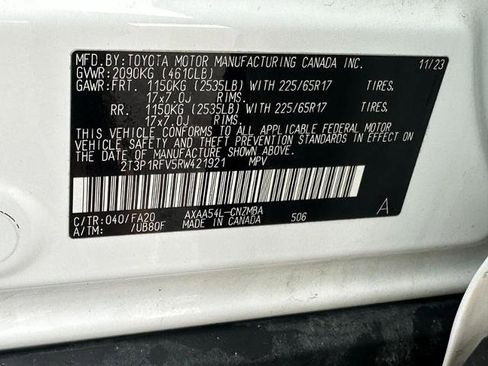 MFD.BY:TOYOTA MOTOR MANUFACTURING CANADA INC. 11/23
GVWR: 2090KG (4610LB)
GAWR:FRT. 1150KG (2535LB) WITH 225/65R17 TIRES.
17x7.0J RIMS.
RR. 1150KG (2535LB) WITH 225/65R17 TIRES.
17x7.0J RIMS.
THIS VEHICLE CONFORMS TO ALL APPLICABLE FEDERAL MOTOR
VEHICLE SAFETY AND THEFT PREVENTION STANDARDS IN EFFECT
ON THE DATE OF MANUFACTURE SHOWN ABOVE.
2T3P1RFV5RW421921 MPV
C/TR:040/FA20 AXAA54L-CNZMBA A
A/TM: /UB80F MADE IN CANADA 506